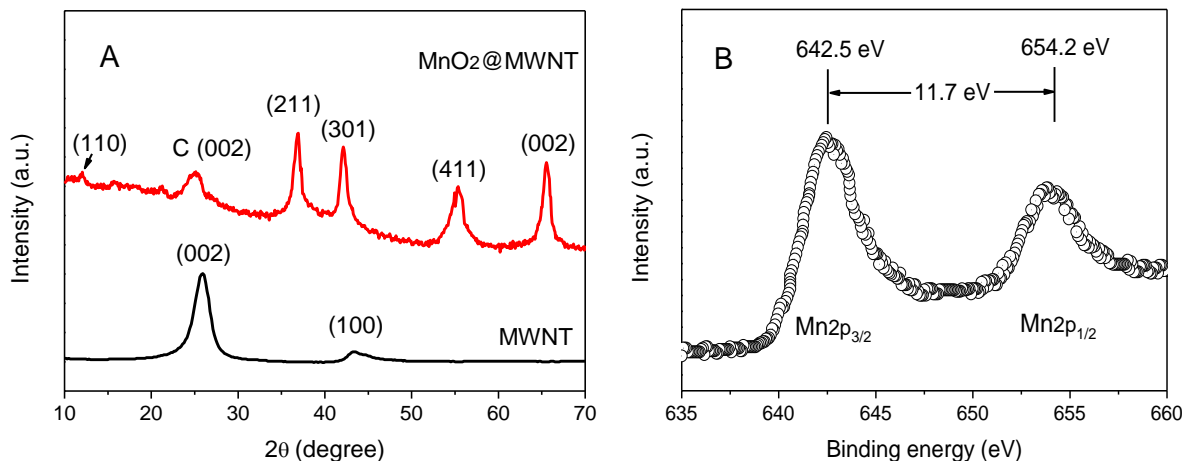 A
MnO2@MWNT
(110)
C (002)
(211)
(301)
(411)
(002)
(002)
(100)
MWNT
Intensity (a.u.)
10 20 30 40 50 60 70
2θ (degree)
B
642.5 eV
654.2 eV
11.7 eV
Mn2p3/2
Mn2p1/2
Intensity (a.u.)
635 640 645 650 655 660
Binding energy (eV)